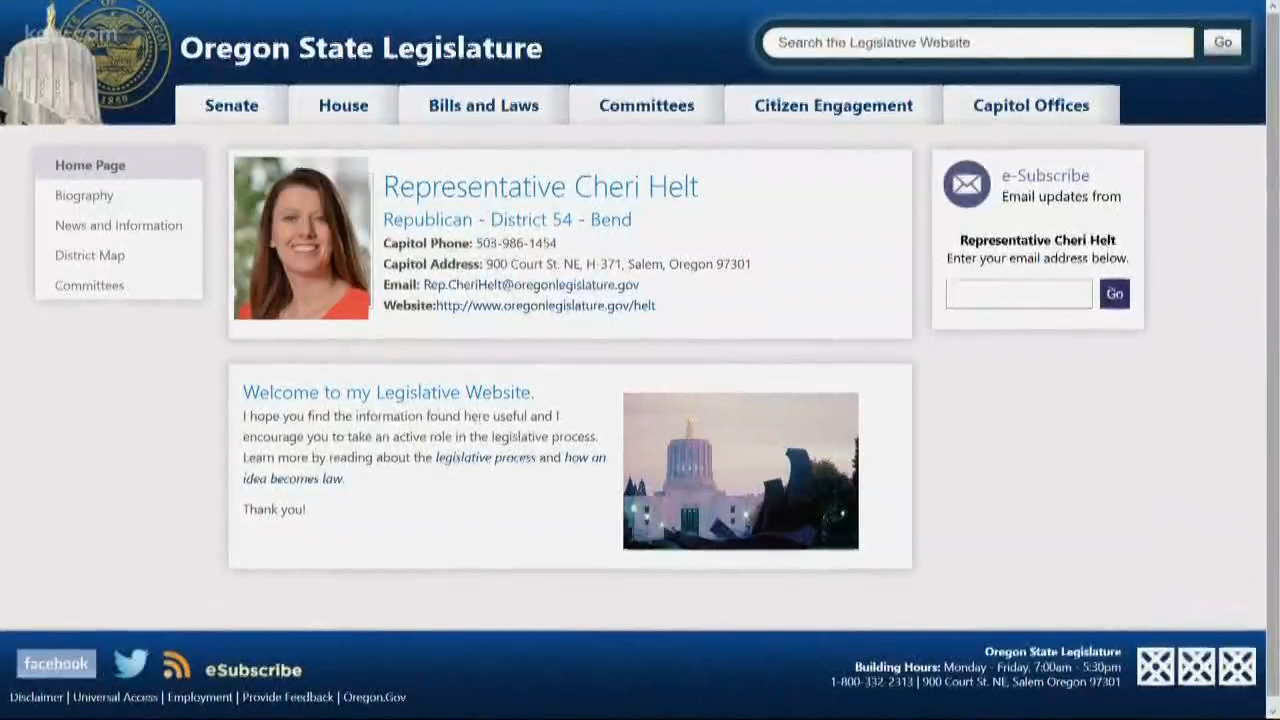 kgw.com
STATE OF OREGON
1859
Oregon State Legislature
Search the Legislative Website
Go
Senate
House
Bills and Laws
Committees
Citizen Engagement
Capitol Offices
Home Page
Biography
News and Information
District Map
Committees
Representative Cheri Helt
Republican - District 54 - Bend
Capitol Phone: 503-986-1454
Capitol Address: 900 Court St. NE, H-371, Salem, Oregon 97301
Email: Rep.CheriHelt@oregonlegislature.gov
Website:http://www.oregonlegislature.gov/helt
e-Subscribe
Email updates from
Representative Cheri Helt
Enter your email address below.
Go
Welcome to my Legislative Website.
I hope you find the information found here useful and I
encourage you to take an active role in the legislative process.
Learn more by reading about the legislative process and how an
idea becomes law.
Thank you!
facebook
eSubscribe
Disclaimer | Universal Access | Employment | Provide Feedback | Oregon.Gov
Oregon State Legislature
Building Hours: Monday - Friday, 7:00am - 5:30pm
1-800-332-2313 | 900 Court St. NE, Salem Oregon 97301